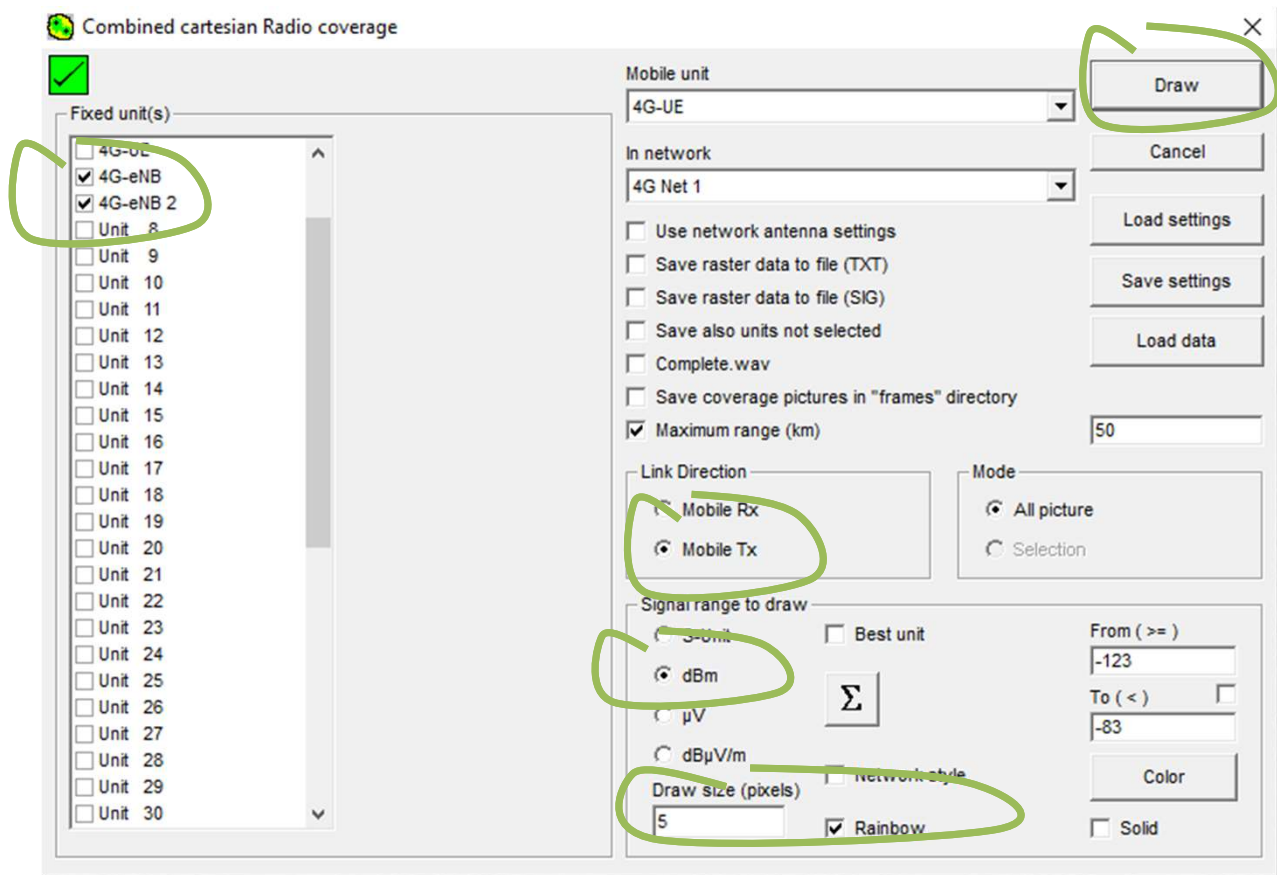 Combined cartesian Radio coverage
Fixed unit(s)
4G-UE
4G-eNB
4G-eNB 2
Unit 8
Unit 9
Unit 10
Unit 11
Unit 12
Unit 13
Unit 14
Unit 15
Unit 16
Unit 17
Unit 18
Unit 19
Unit 20
Unit 21
Unit 22
Unit 23
Unit 24
Unit 25
Unit 26
Unit 27
Unit 28
Unit 29
Unit 30
Mobile unit
4G-UE
In network
4G Net 1
Use network antenna settings
Save raster data to file (TXT)
Save raster data to file (SIG)
Save also units not selected
Complete.wav
Save coverage pictures in "frames" directory
Maximum range (km)
50
Draw
Cancel
Load settings
Save settings
Load data
Link Direction
Mobile Rx
Mobile Tx
Mode
All picture
Selection
Signal range to draw
S-Unit
dBm
µV
dBµV/m
Draw size (pixels)
5
Best unit
Σ
Network style
Rainbow
From ( >= )
-123
To ( < )
-83
Color
Solid